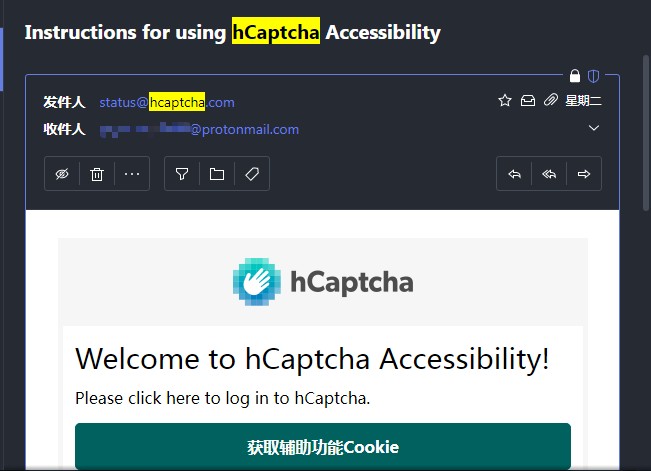 Instructions for using hCaptcha Accessibility
发件人 status@hcaptcha.com
星期二
收件人 @protonmail.com
hCaptcha
Welcome to hCaptcha Accessibility!
Please click here to log in to hCaptcha.
获取辅助功能Cookie